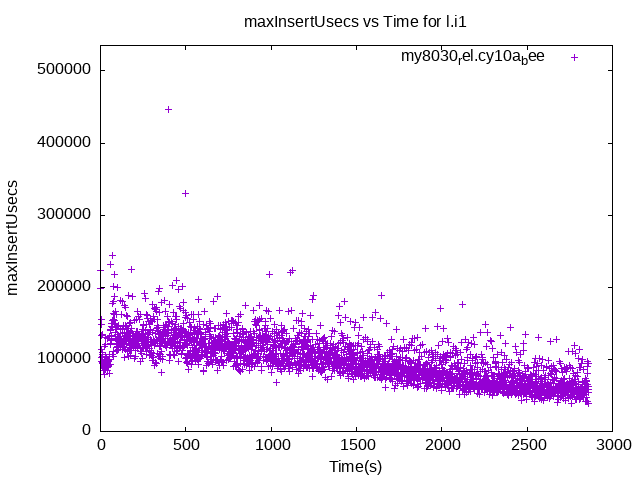 maxInsertUsecs vs Time for l.i1
my8030rel.cy10abee
500000
400000
300000
200000
100000
0
maxInsertUsecs
0 500 1000 1500 2000 2500 3000
Time(s)